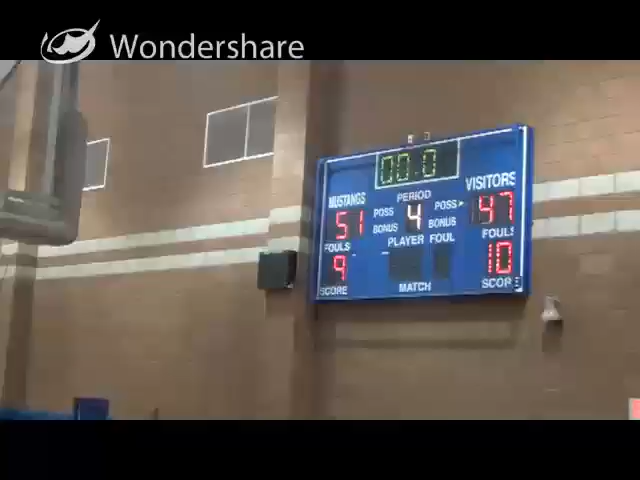 Wondershare
00.0
MUSTANGS PERIOD VISITORS
51 POSS 4 POSS 47
BONUS BONUS
FOULS PLAYER FOUL FOULS
9 10
SCORE MATCH SCORE